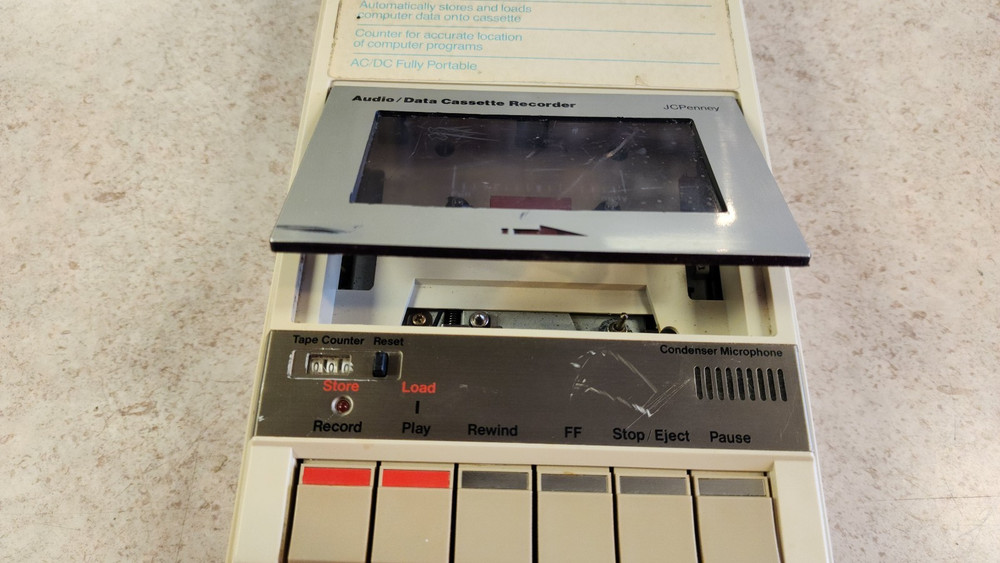 Automatically stores and loads
computer data onto cassette
Counter for accurate location
of computer programs
AC/DC Fully Portable
Audio/Data Cassette Recorder
JCPenney
Tape Counter Reset
Condenser Microphone
000
Store Load
Record Play Rewind FF Stop/Eject Pause